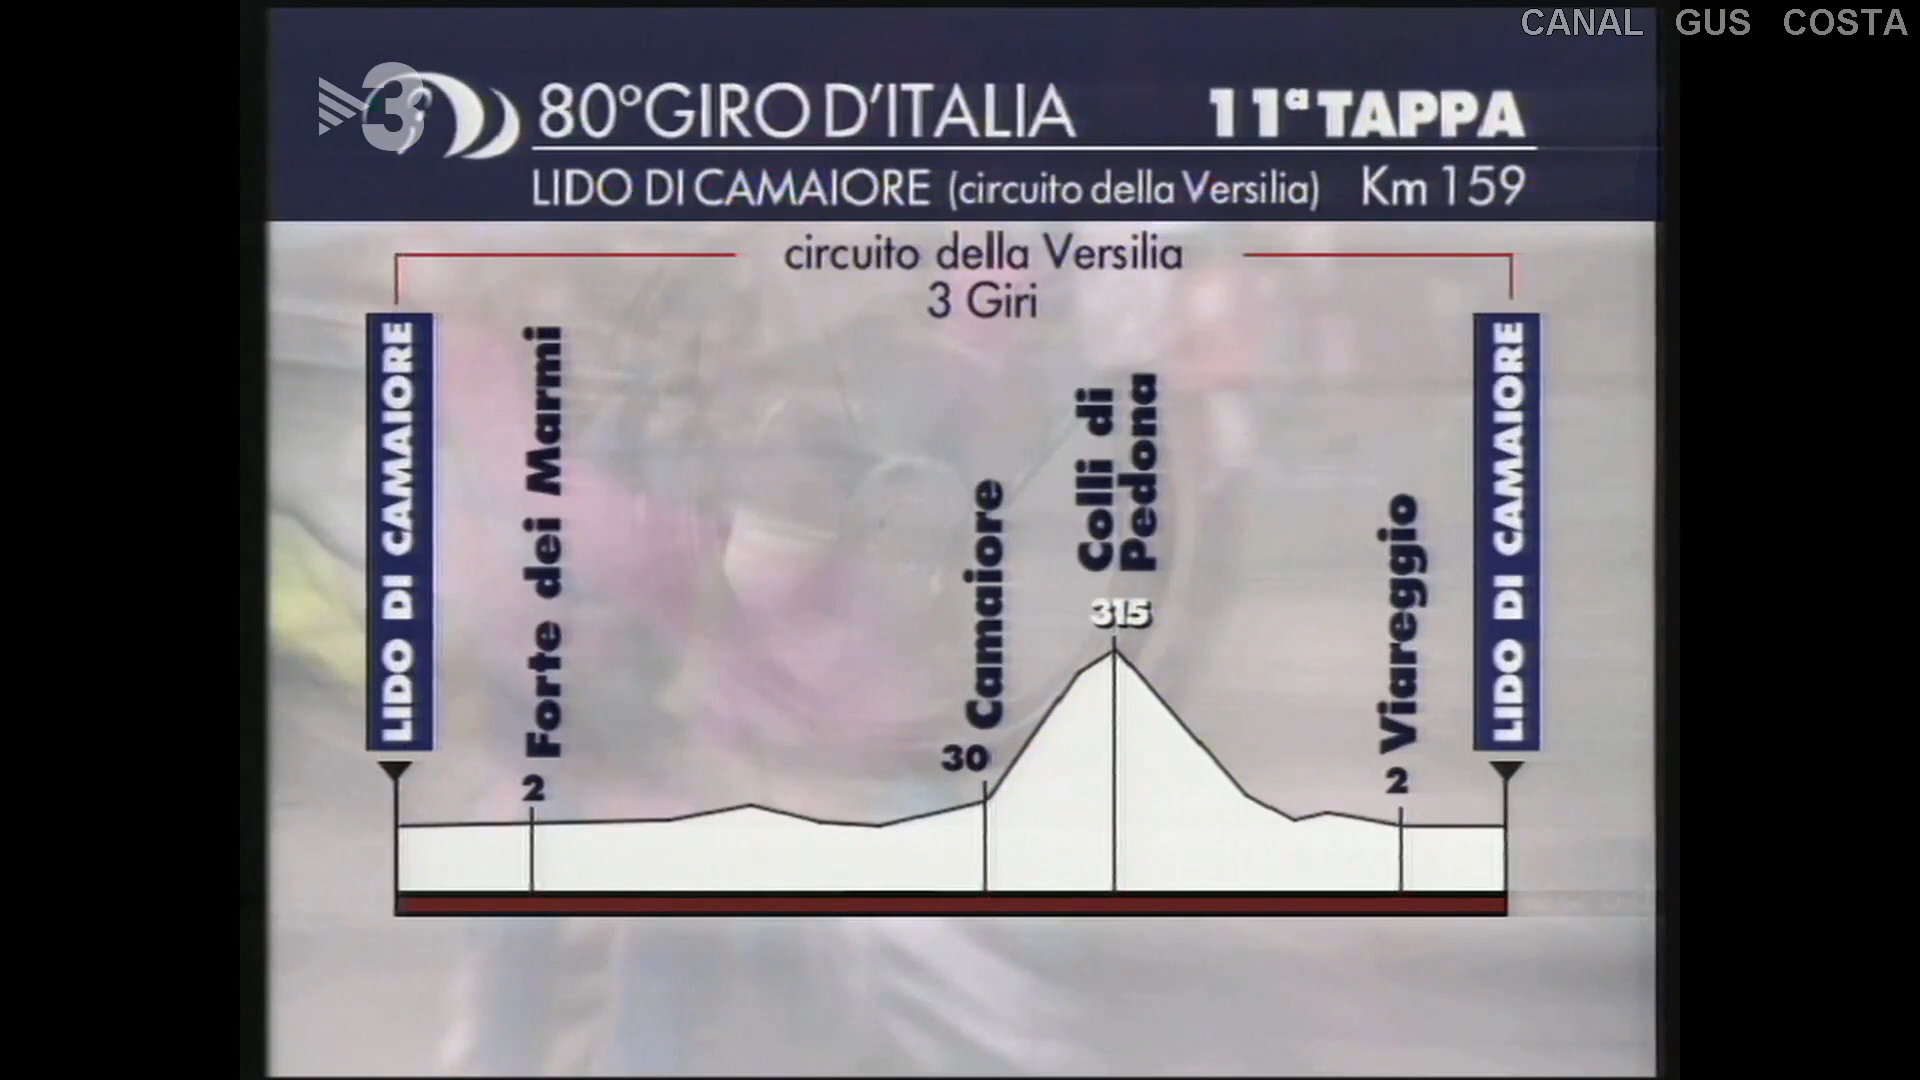 CANAL GUS COSTA
3
80°GIRO D'ITALIA 11ª TAPPA
LIDO DI CAMAIORE (circuito della Versilia) Km 159
circuito della Versilia
3 Giri
LIDO DI CAMAIORE
2 Forte dei Marmi
30 Camaiore
Colli di
Pedona
315
2 Viareggio
LIDO DI CAMAIORE